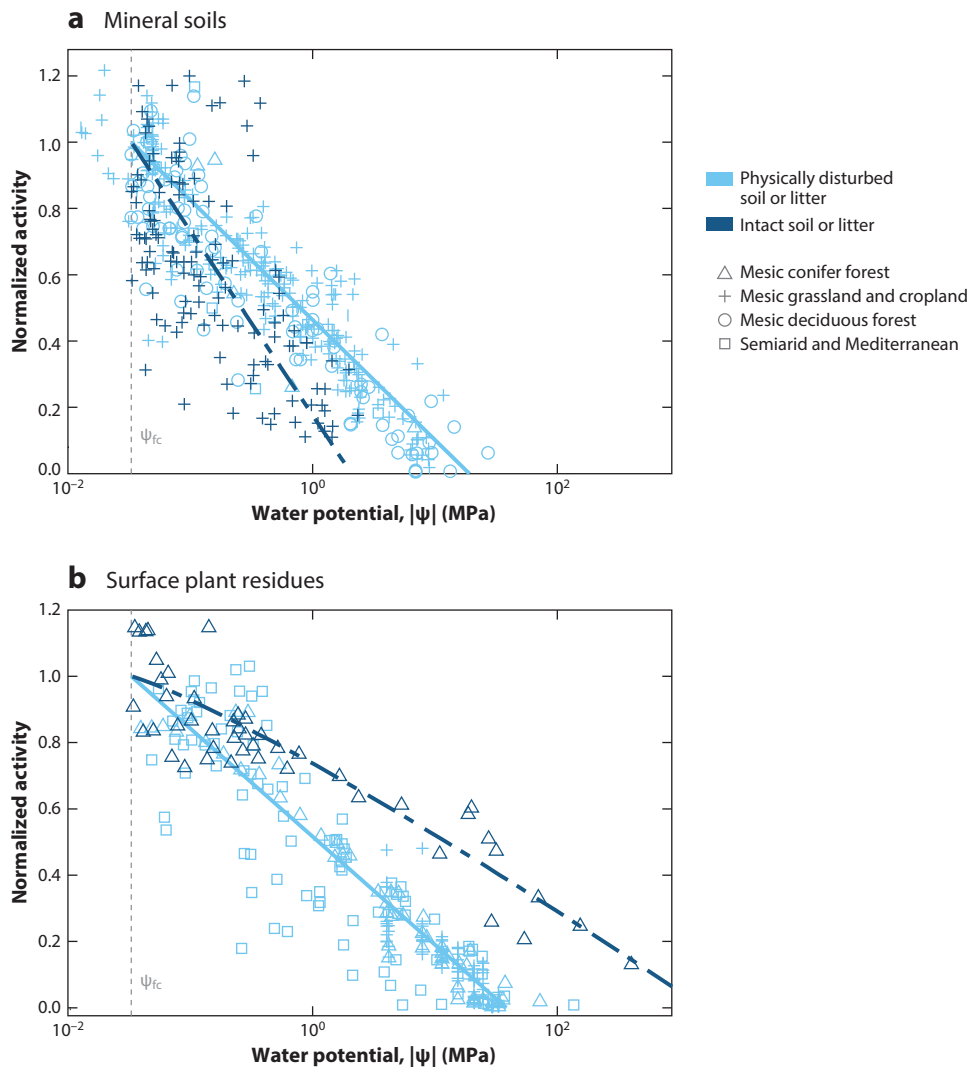 a Mineral soils
1.2
1.0
0.8
0.6
0.4
0.2
0.0
Normalized activity
ψfc
10⁻²
10⁰
10²
Water potential, |ψ| (MPa)
Physically disturbed
soil or litter
Intact soil or litter
Mesic conifer forest
Mesic grassland and cropland
Mesic deciduous forest
Semiarid and Mediterranean
b Surface plant residues
1.2
1.0
0.8
0.6
0.4
0.2
0.0
Normalized activity
ψfc
10⁻²
10⁰
10²
Water potential, |ψ| (MPa)